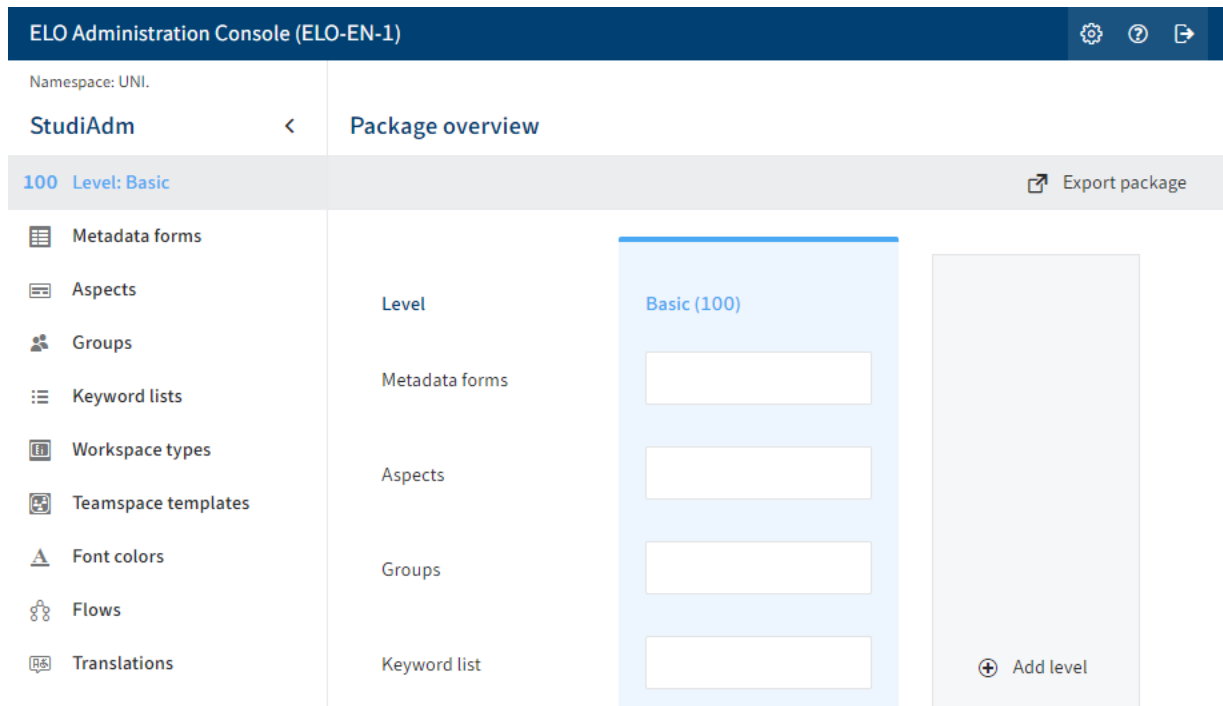 ELO Administration Console (ELO-EN-1)
Namespace: UNI.
StudiAdm
Package overview
100 Level: Basic
Export package
Metadata forms
Aspects
Groups
Keyword lists
Workspace types
Teamspace templates
Font colors
Flows
Translations
Level
Basic (100)
Metadata forms
Aspects
Groups
Keyword list
Add level